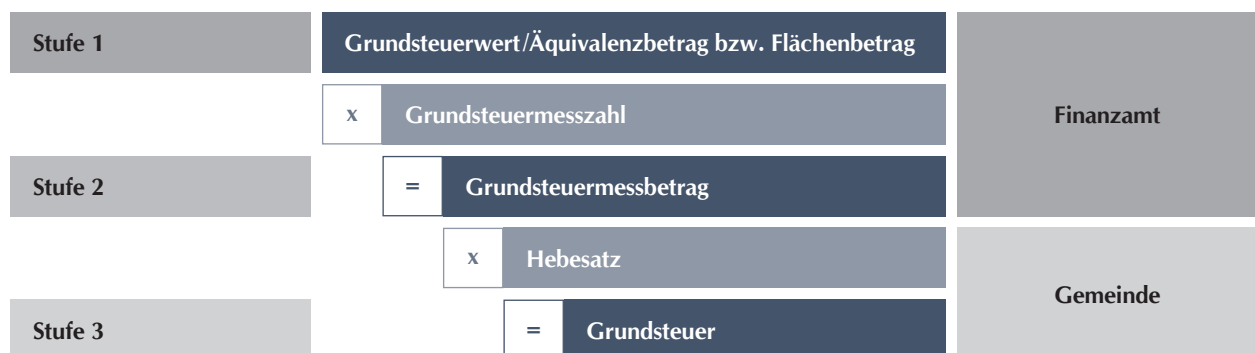 Stufe 1
Grundsteuerwert/Äquivalenzbetrag bzw. Flächenbetrag
x
Grundsteuermesszahl
Finanzamt
Stufe 2
=
Grundsteuermessbetrag
x
Hebesatz
Gemeinde
Stufe 3
=
Grundsteuer